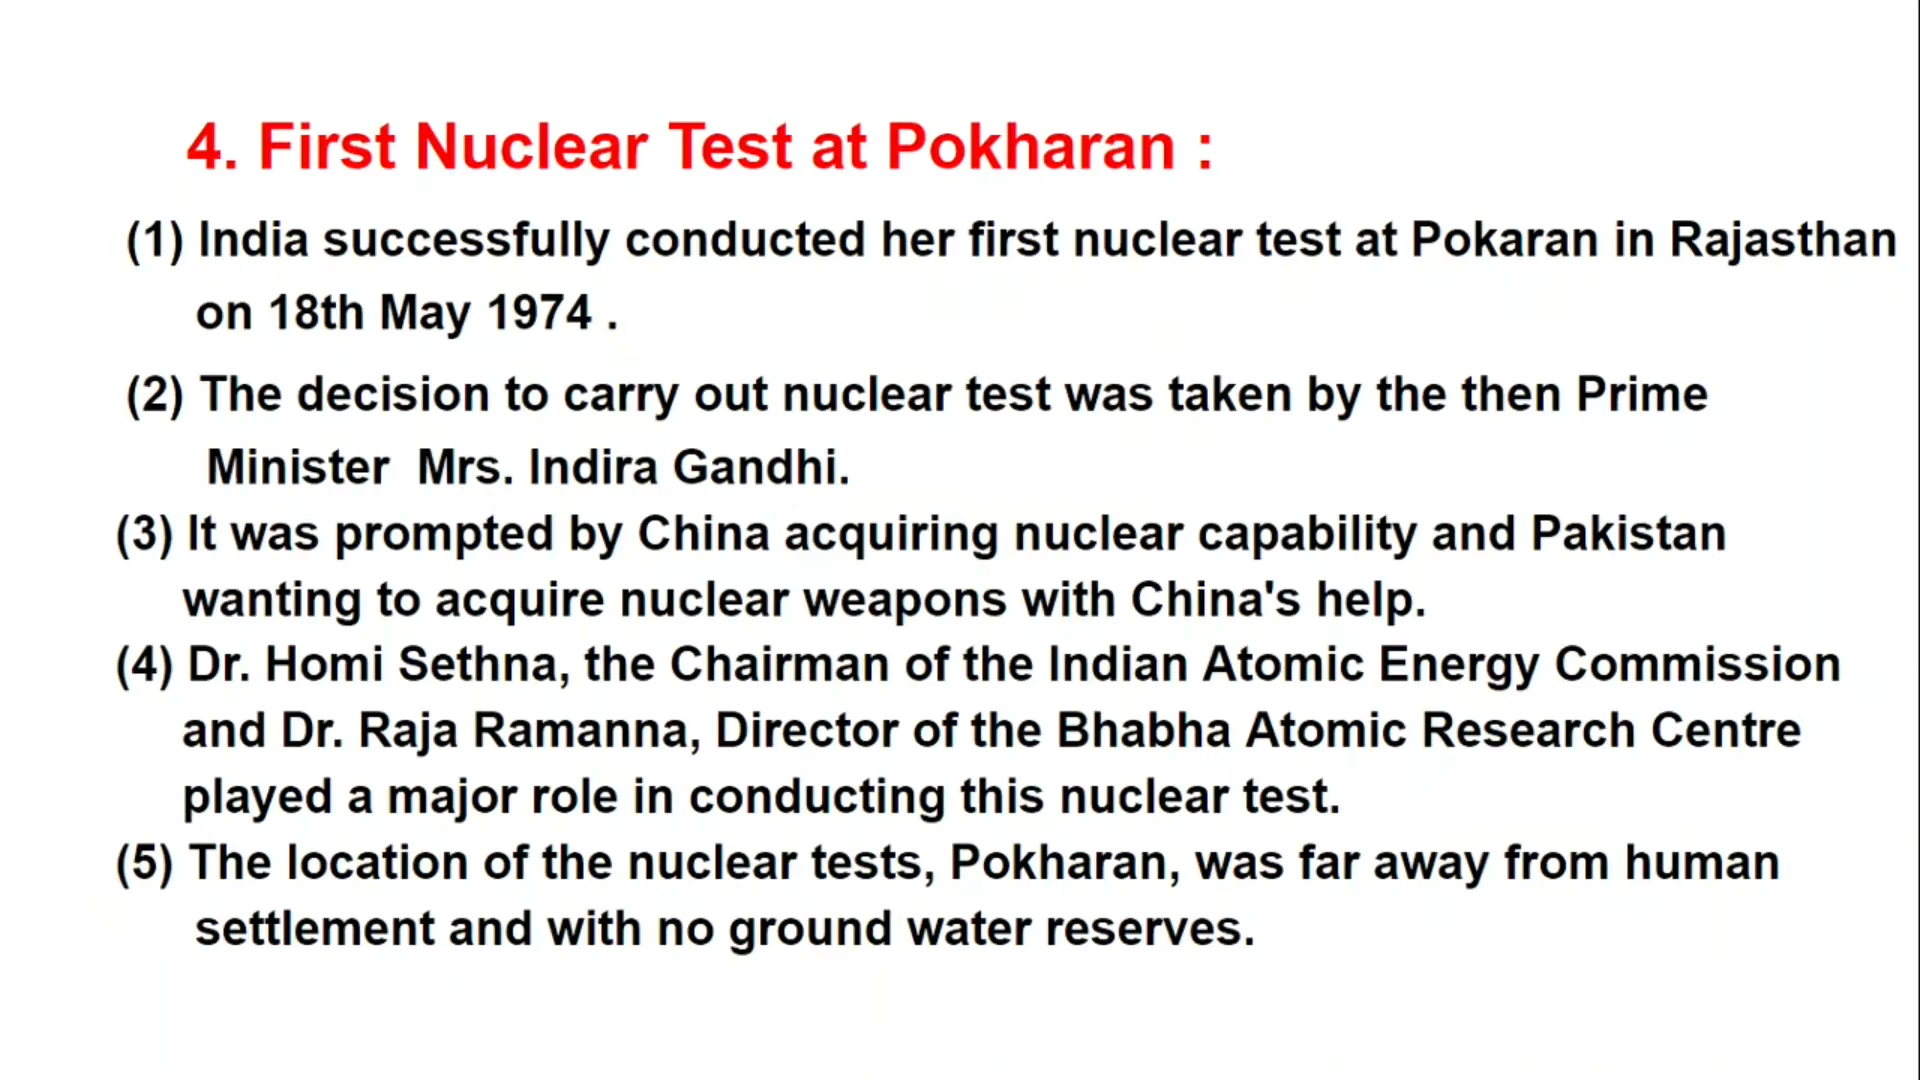 4. First Nuclear Test at Pokharan :
(1) India successfully conducted her first nuclear test at Pokaran in Rajasthan
on 18th May 1974 .
(2) The decision to carry out nuclear test was taken by the then Prime
Minister Mrs. Indira Gandhi.
(3) It was prompted by China acquiring nuclear capability and Pakistan
wanting to acquire nuclear weapons with China's help.
(4) Dr. Homi Sethna, the Chairman of the Indian Atomic Energy Commission
and Dr. Raja Ramanna, Director of the Bhabha Atomic Research Centre
played a major role in conducting this nuclear test.
(5) The location of the nuclear tests, Pokharan, was far away from human
settlement and with no ground water reserves.